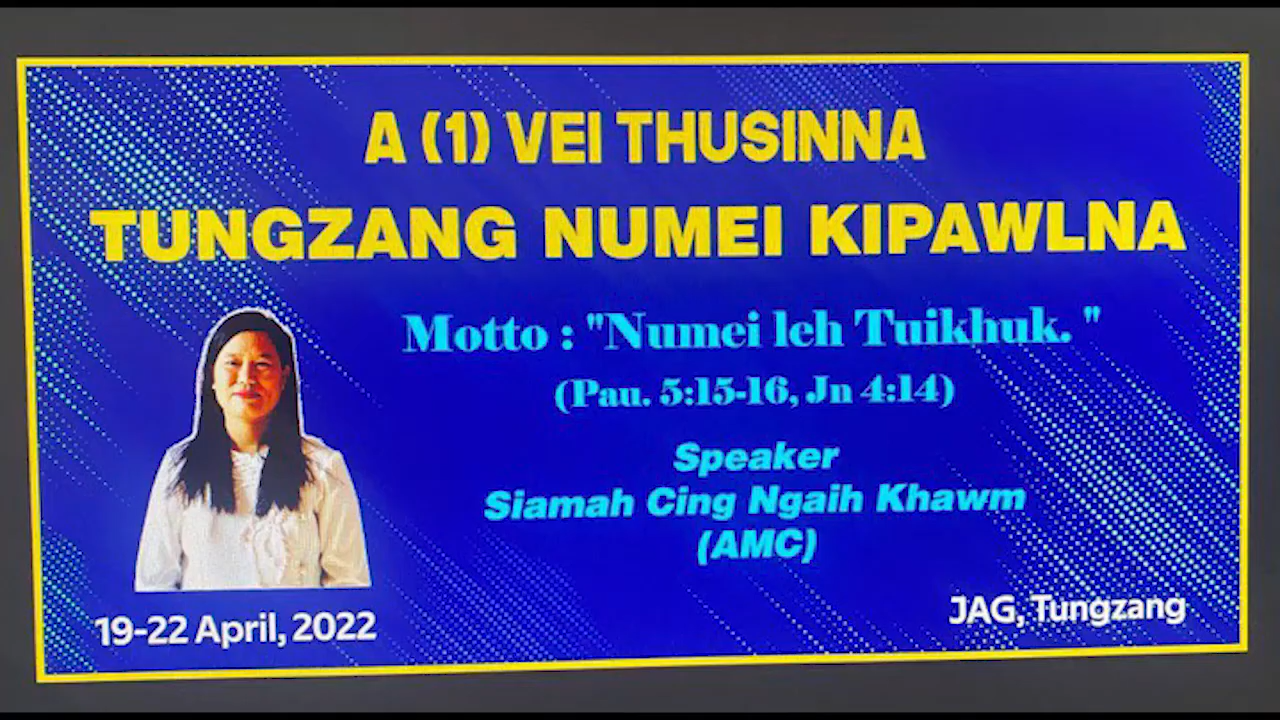 A (1) VEI THUSINNA
TUNGZANG NUMEI KIPAWLNA
Motto : "Numei leh Tuikhuk. "
(Pau. 5:15-16, Jn 4:14)
Speaker
Siamah Cing Ngaih Khawm
(AMC)
19-22 April, 2022
JAG, Tungzang